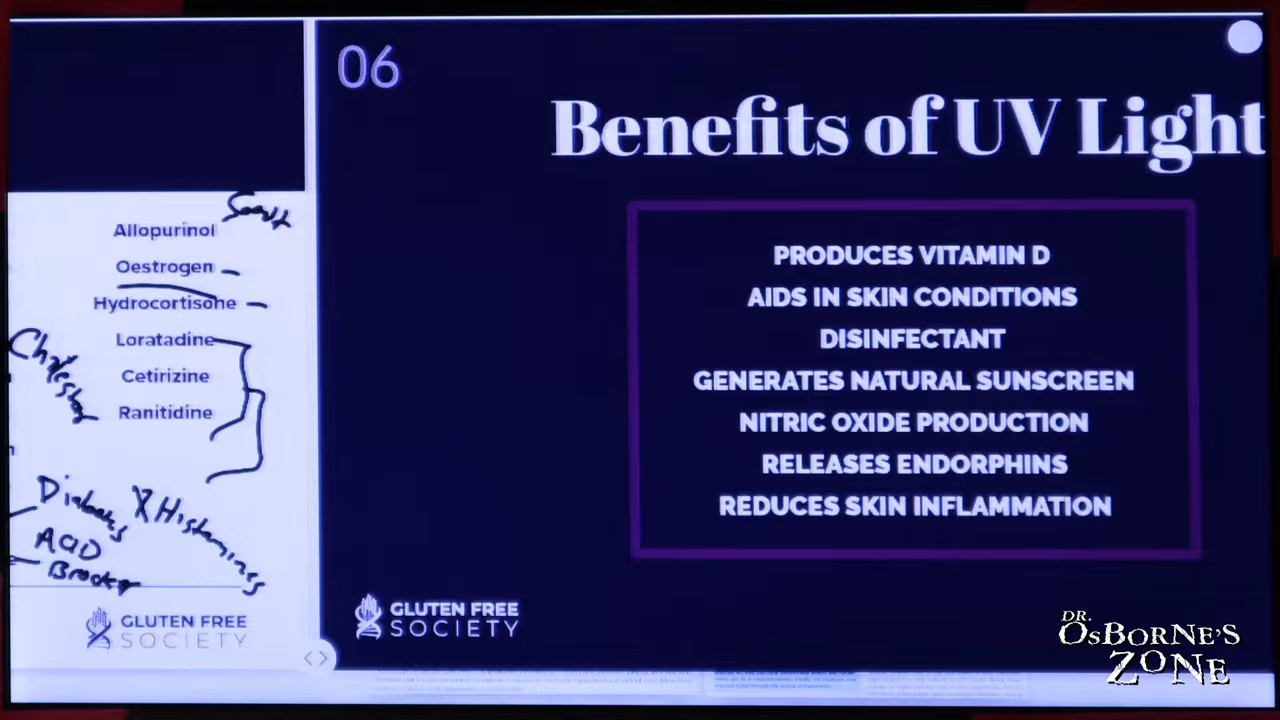 06
Benefits of UV Light
PRODUCES VITAMIN D
AIDS IN SKIN CONDITIONS
DISINFECTANT
GENERATES NATURAL SUNSCREEN
NITRIC OXIDE PRODUCTION
RELEASES ENDORPHINS
REDUCES SKIN INFLAMMATION
GLUTEN FREE
SOCIETY
Allopurinol
Oestrogen
Hydrocortisone
Loratadine
Cetirizine
Ranitidine
Diabetes
Histamines
GLUTEN FREE
SOCIETY
DR.
OSBORNE'S
ZONE